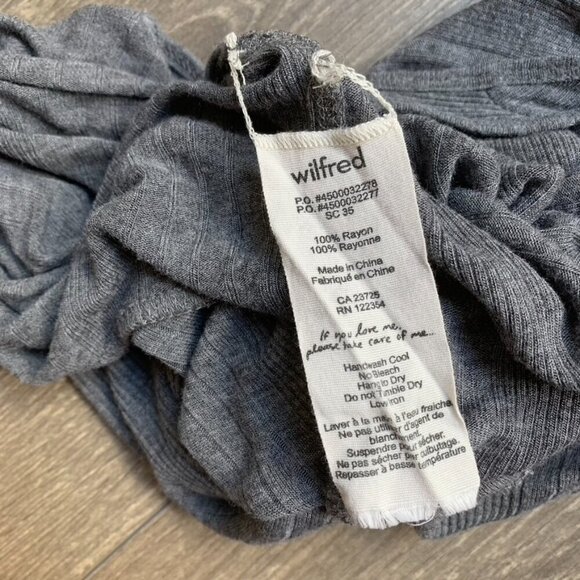 wilfred
P.O. #4500032278
P.O. #4500032277
SC 35
100% Rayon
100% Rayonne
Made in China
Fabriqué en Chine
CA 23725
RN 122354
If you love me,
please take care of me...
Handwash Cool
No Bleach
Hang to Dry
Do not Tumble Dry
Low Iron
Laver à la main à l'eau fraiche
Ne pas utiliser d'agent de
blanchiment.
Suspendre pour sécher.
Ne pas sécher par culbutage.
Repasser à basse température